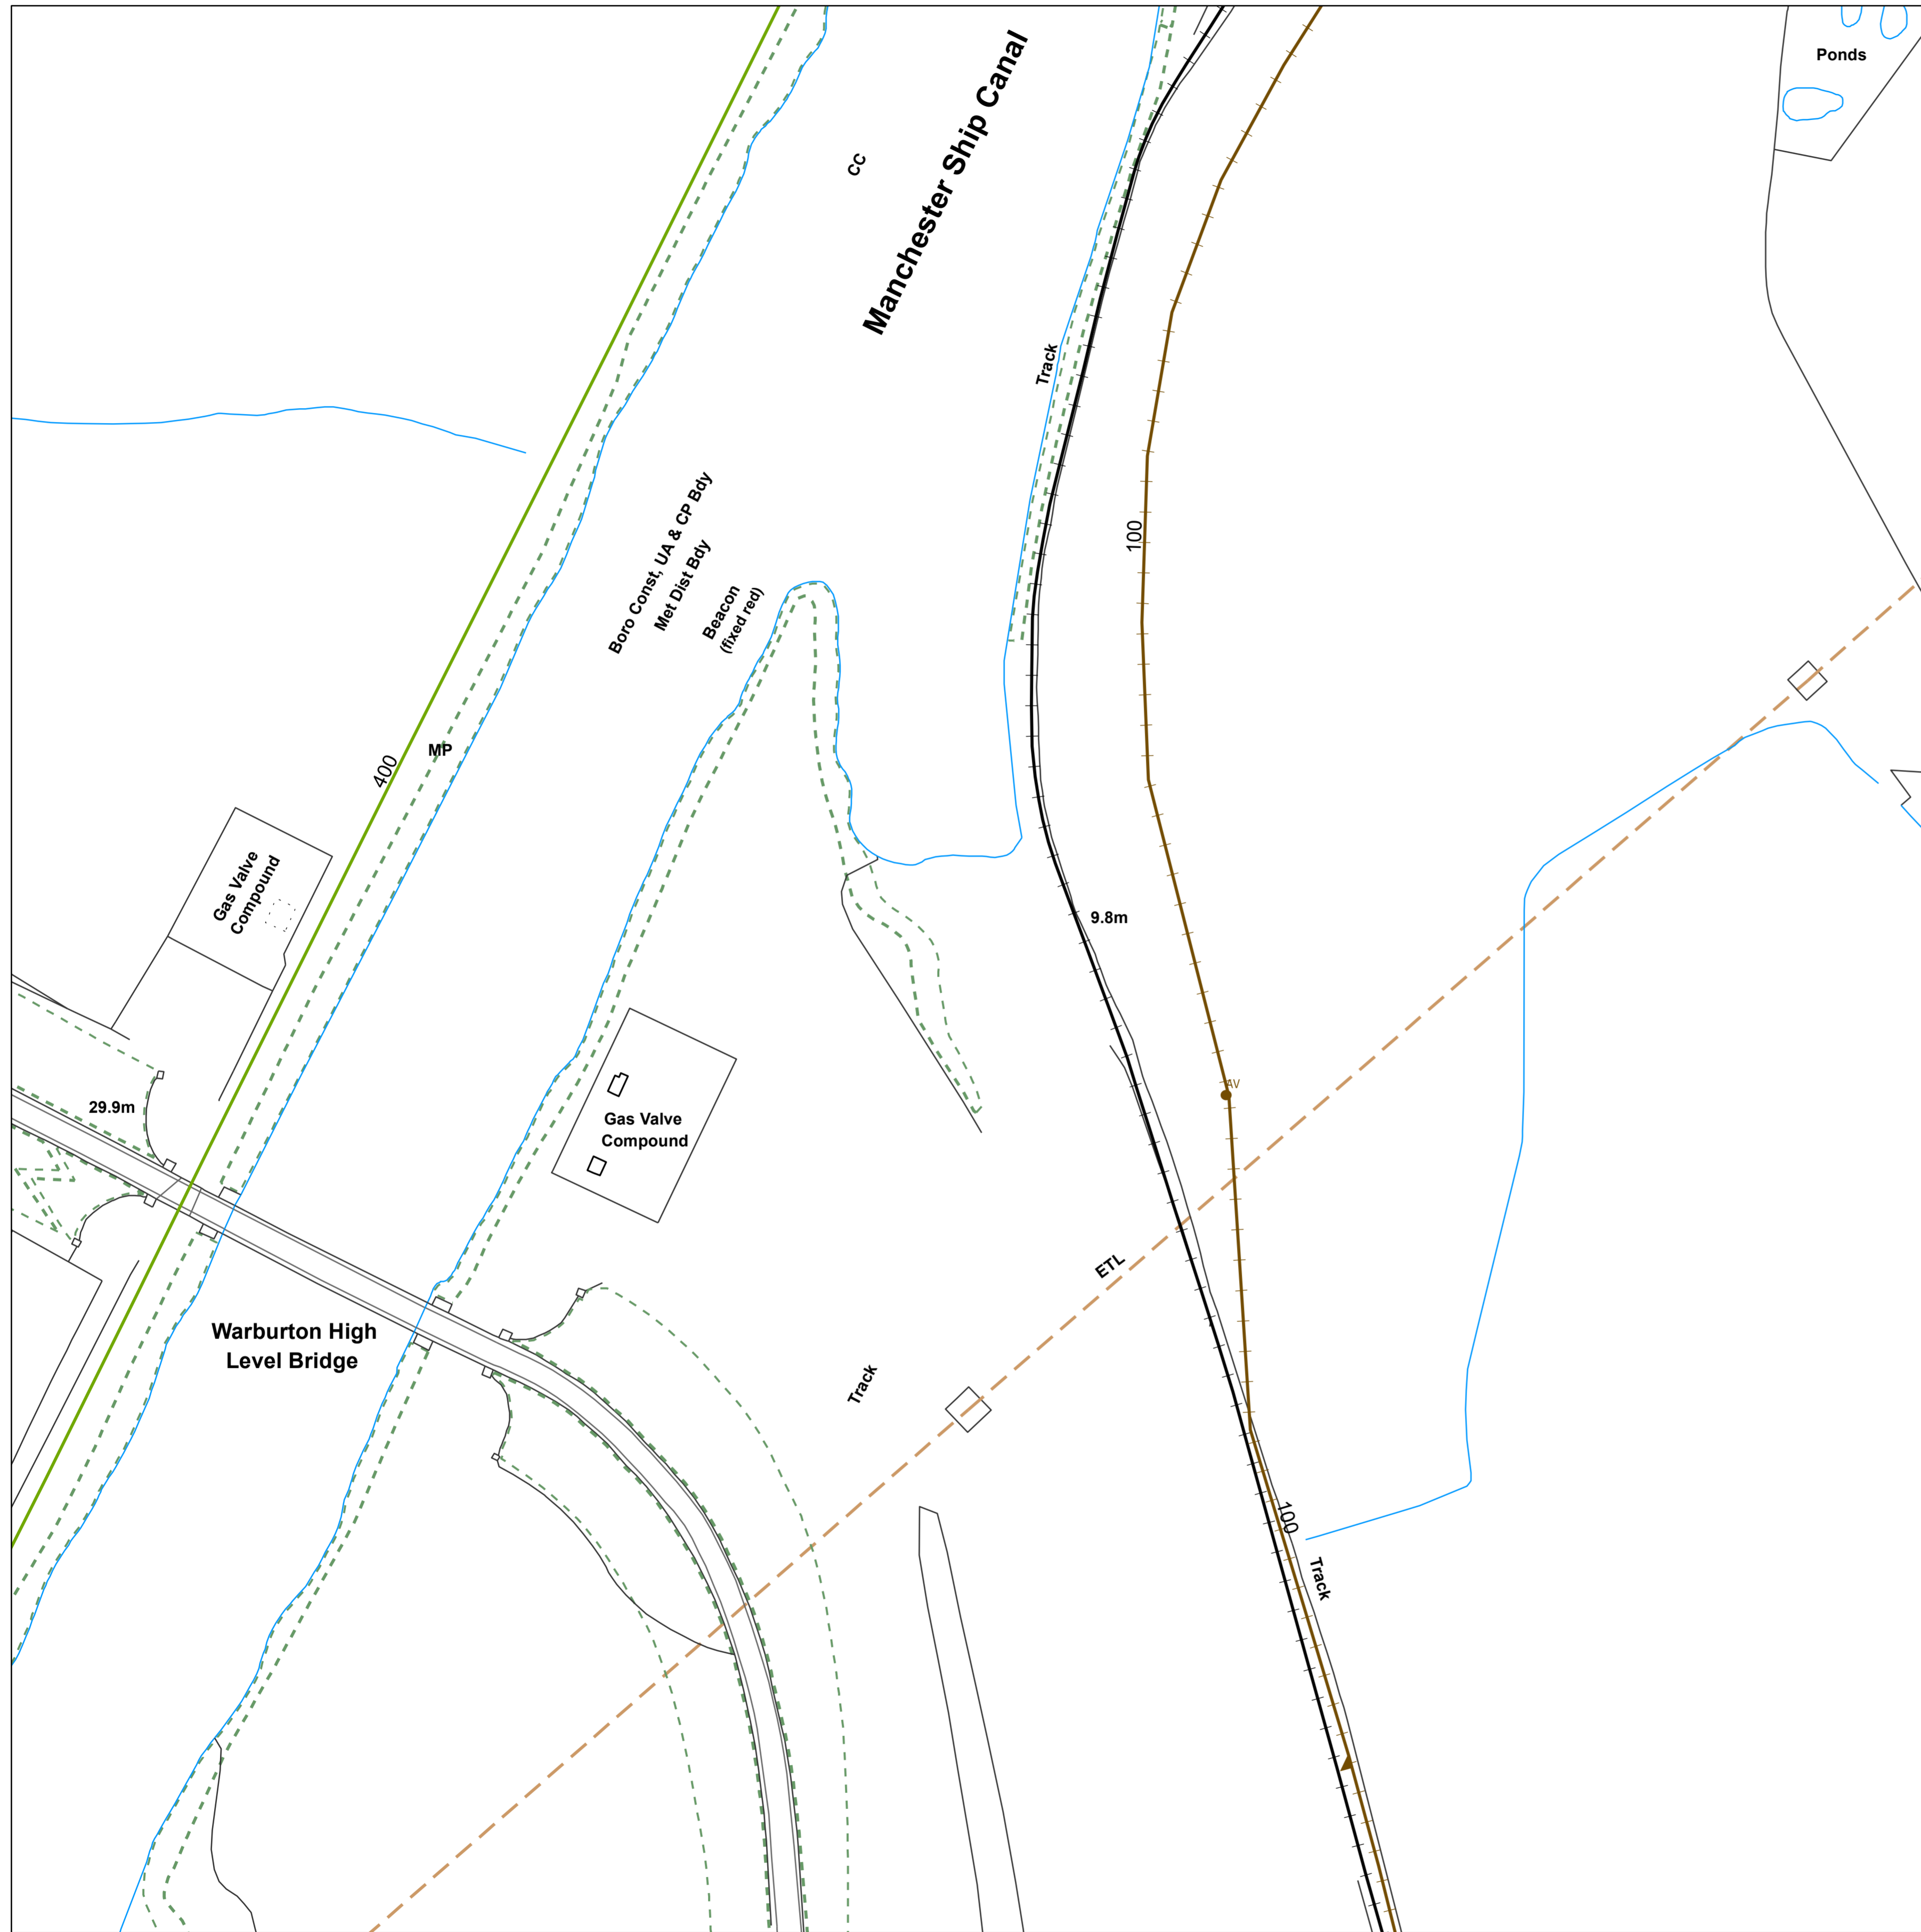 Ponds
CC
Manchester Ship Canal
Track
100
Boro Const, UA & CP Bdy
Met Dist Bdy
Beacon
(fixed red)
MP
400
Gas Valve
Compound
9.8m
AV
29.9m
Gas Valve
Compound
ETL
Warburton High
Level Bridge
Track
100
Track